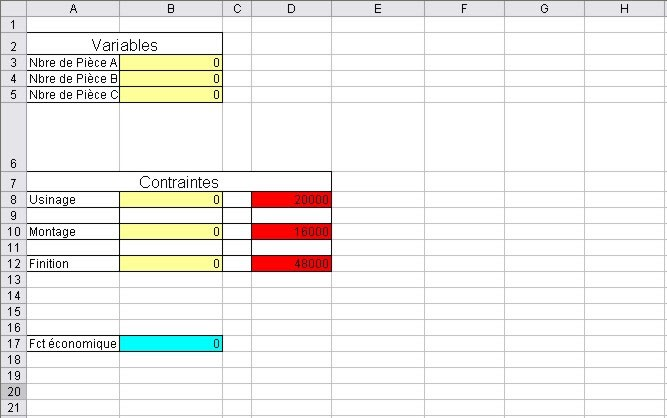 A B C D E F G H
1
2 Variables
3 Nbre de Pièce A 0
4 Nbre de Pièce B 0
5 Nbre de Pièce C 0
6
7 Contraintes
8 Usinage 0 20000
9
10 Montage 0 16000
11
12 Finition 0 48000
13
14
15
16
17 Fct économique 0
18
19
20
21